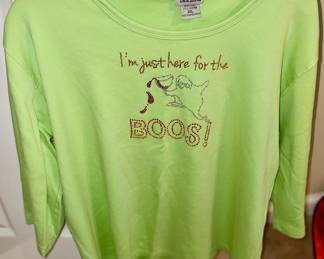 I'm just here for the
BOOS!